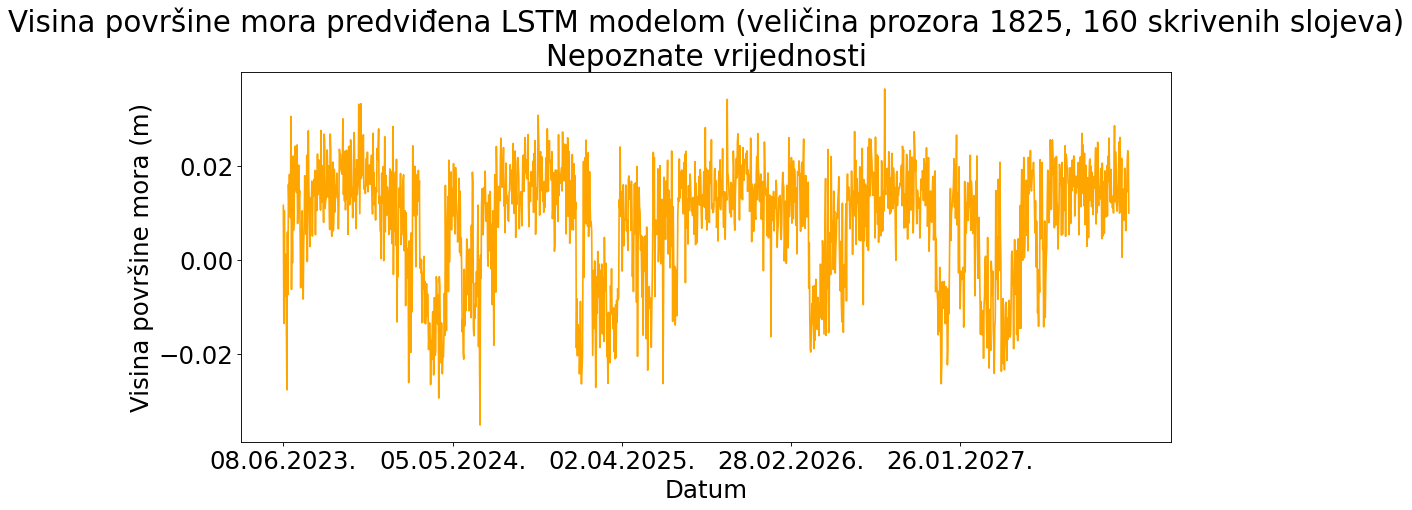 Visina površine mora predviđena LSTM modelom (veličina prozora 1825, 160 skrivenih slojeva)
Nepoznate vrijednosti
Visina površine mora (m)
0.02
0.00
−0.02
08.06.2023. 05.05.2024. 02.04.2025. 28.02.2026. 26.01.2027.
Datum